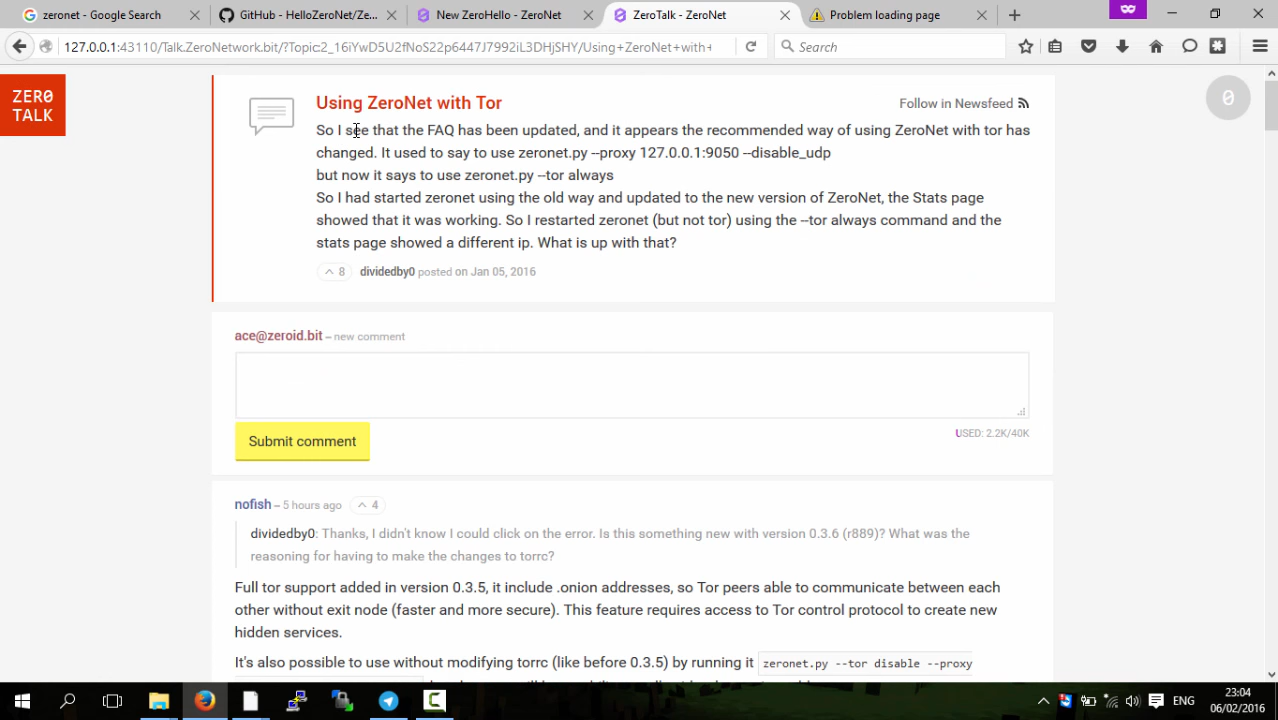 zeronet - Google Search
GitHub - HelloZeroNet/Ze...
New ZeroHello - ZeroNet
ZeroTalk - ZeroNet
Problem loading page
127.0.0.1:43110/Talk.ZeroNetwork.bit/?Topic:2_16iYwD5U2fNoS22p6447J7992iL3DHjSHY/Using+ZeroNet+with+
Search
ZER0
TALK
Using ZeroNet with Tor
Follow in Newsfeed
0
So I see that the FAQ has been updated, and it appears the recommended way of using ZeroNet with tor has
changed. It used to say to use zeronet.py --proxy 127.0.0.1:9050 --disable_udp
but now it says to use zeronet.py --tor always
So I had started zeronet using the old way and updated to the new version of ZeroNet, the Stats page
showed that it was working. So I restarted zeronet (but not tor) using the --tor always command and the
stats page showed a different ip. What is up with that?
8 dividedby0 posted on Jan 05, 2016
ace@zeroid.bit – new comment
Submit comment
USED: 2.2K/40K
nofish – 5 hours ago 4
dividedby0: Thanks, I didn't know I could click on the error. Is this something new with version 0.3.6 (r889)? What was the
reasoning for having to make the changes to torrc?
Full tor support added in version 0.3.5, it include .onion addresses, so Tor peers able to communicate between each
other without exit node (faster and more secure). This feature requires access to Tor control protocol to create new
hidden services.
It's also possible to use without modifying torrc (like before 0.3.5) by running it zeronet.py --tor disable --proxy
ENG
23:04
06/02/2016